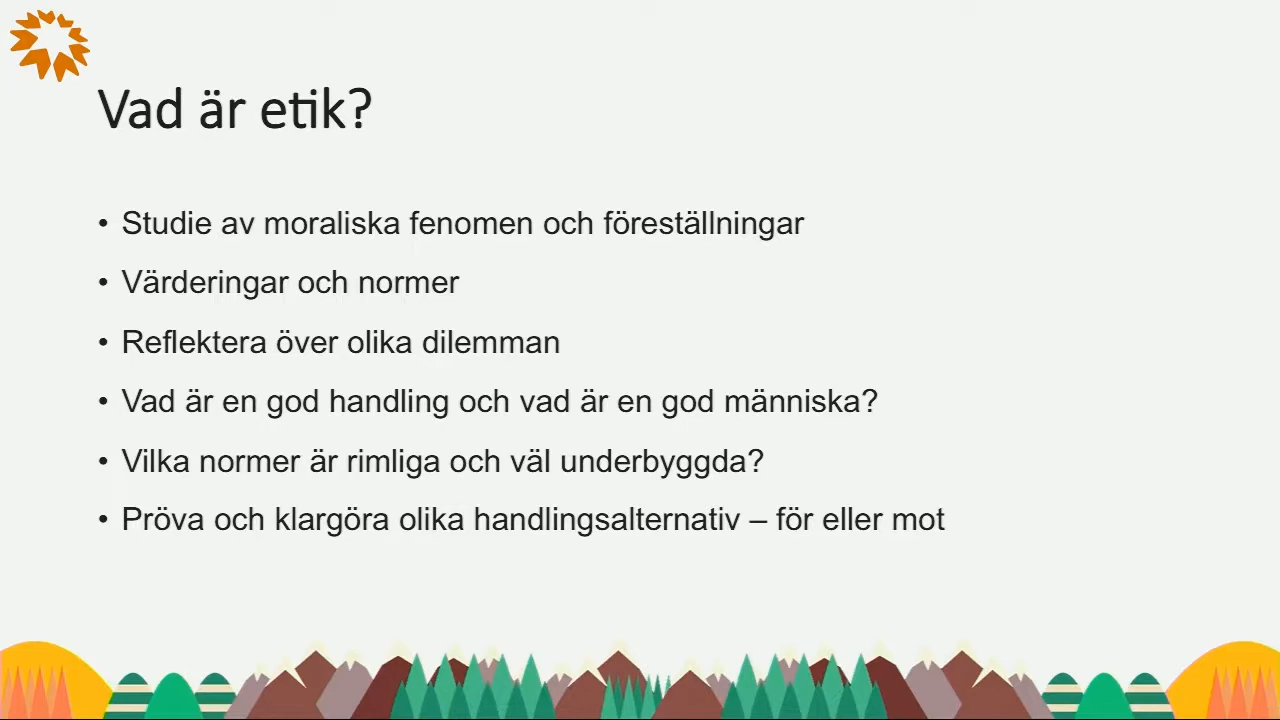 Vad är etik?
• Studie av moraliska fenomen och föreställningar
• Värderingar och normer
• Reflektera över olika dilemman
• Vad är en god handling och vad är en god människa?
• Vilka normer är rimliga och väl underbyggda?
• Pröva och klargöra olika handlingsalternativ – för eller mot